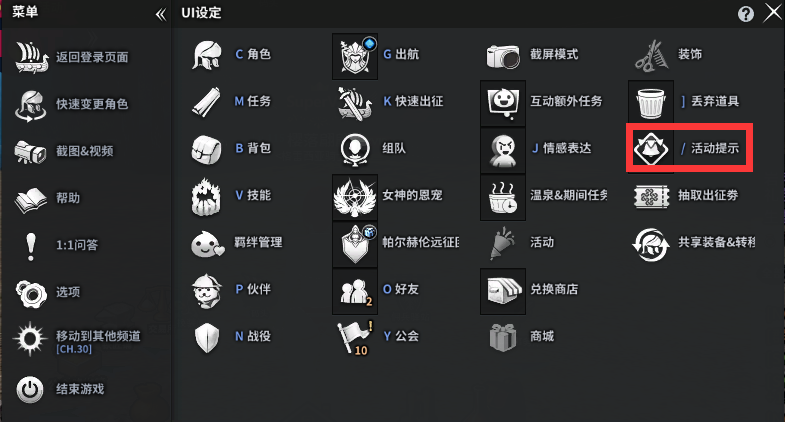 菜单
UI设定
返回登录页面
快速变更角色
截图&视频
帮助
1:1问答
选项
移动到其他频道
[CH.30]
结束游戏
C 角色
G 出航
截屏模式
装饰
M 任务
K 快速出征
互动额外任务
] 丢弃道具
B 背包
组队
J 情感表达
/ 活动提示
V 技能
女神的恩宠
温泉&期间任务
抽取出征劵
羁绊管理
帕尔赫伦远征
活动
共享装备&转移
P 伙伴
2
O 好友
兑换商店
N 战役
!
10
Y 公会
商城